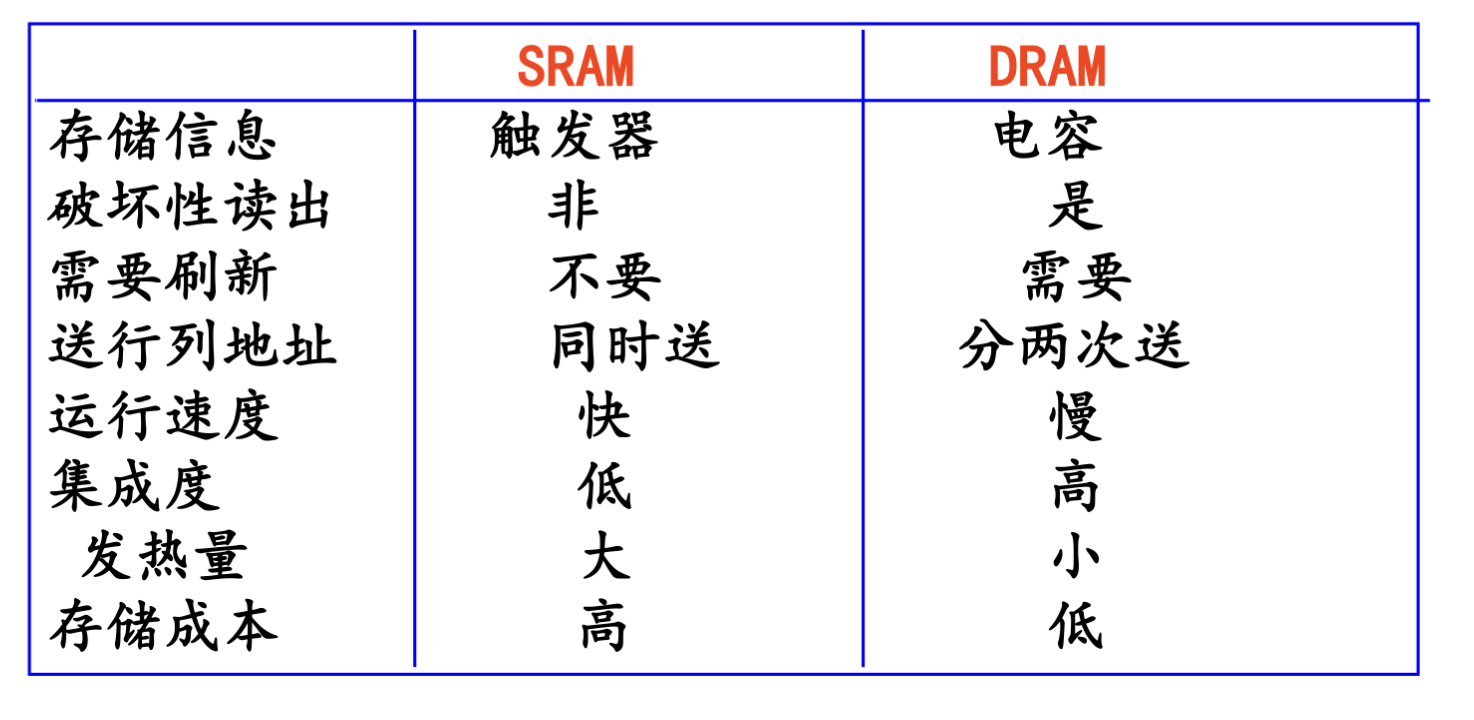 SRAM DRAM
存储信息 触发器 电容
破坏性读出 非 是
需要刷新 不要 需要
送行列地址 同时送 分两次送
运行速度 快 慢
集成度 低 高
发热量 大 小
存储成本 高 低